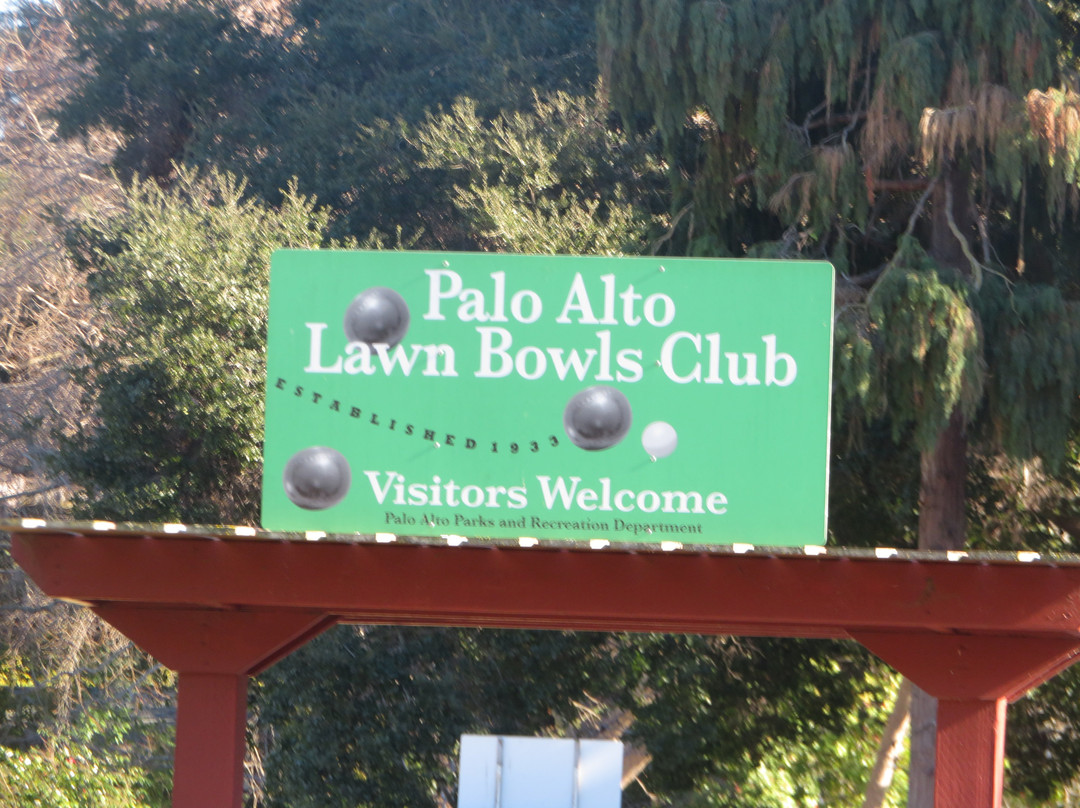 Palo Alto
Lawn Bowls Club
ESTABLISHED 1933
Visitors Welcome
Palo Alto Parks and Recreation Department